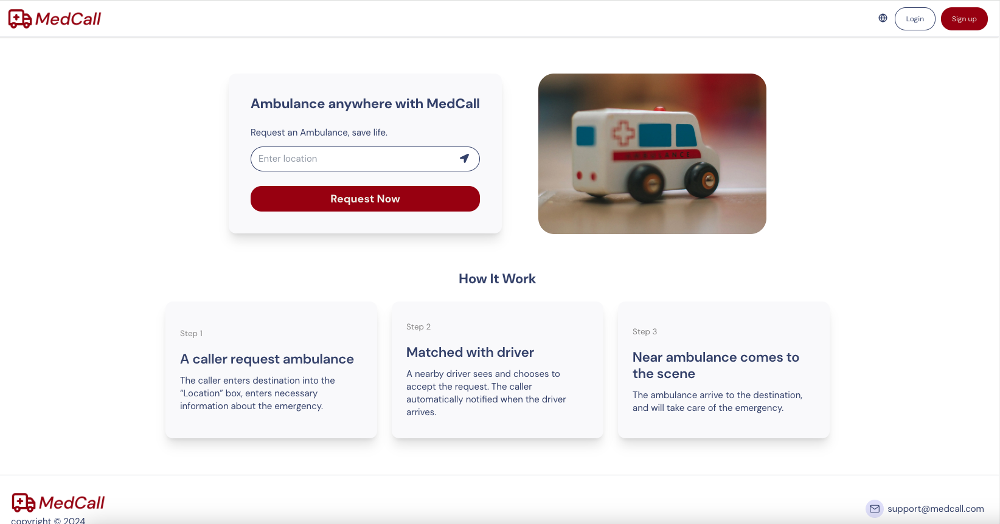 MedCall
Login
Sign up
Ambulance anywhere with MedCall
Request an Ambulance, save life.
Enter location
Request Now
AMBULANCE
How It Work
Step 1
A caller request ambulance
The caller enters destination into the
“Location” box, enters necessary
information about the emergency.
Step 2
Matched with driver
A nearby driver sees and chooses to
accept the request. The caller
automatically notified when the driver
arrives.
Step 3
Near ambulance comes to
the scene
The ambulance arrive to the destination,
and will take care of the emergency.
MedCall
copyright © 2024
support@medcall.com